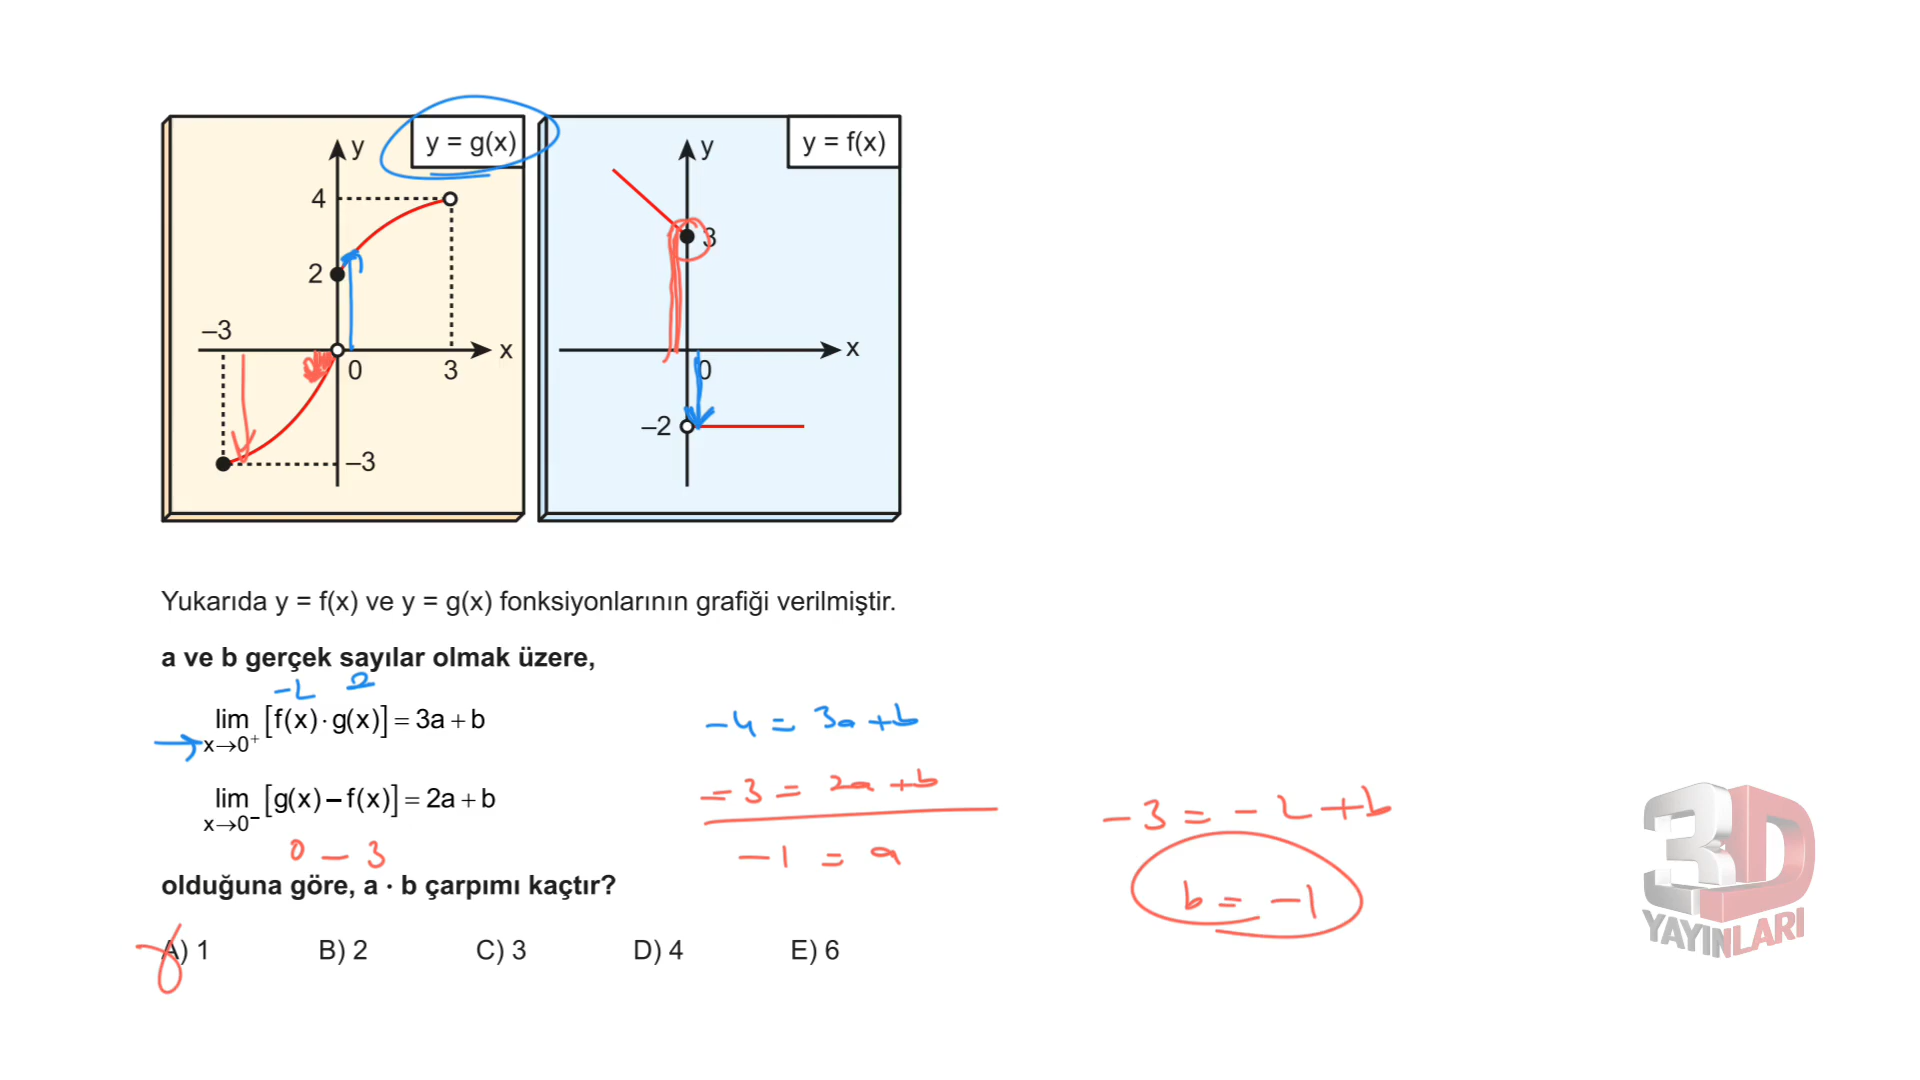 y = g(x)
y
4
2
–3
0
3
x
–3
y = f(x)
y
3
x
0
–2
Yukarıda y = f(x) ve y = g(x) fonksiyonlarının grafiği verilmiştir.
a ve b gerçek sayılar olmak üzere,
-2 2
lim [f(x) · g(x)] = 3a + b
x→0⁺
-4 = 3a + b
lim [g(x) – f(x)] = 2a + b
x→0⁻
-3 = 2a + b
0 - 3
-1 = a
-3 = -2 + b
b = -1
olduğuna göre, a · b çarpımı kaçtır?
A) 1 B) 2 C) 3 D) 4 E) 6
3D
YAYINLARI